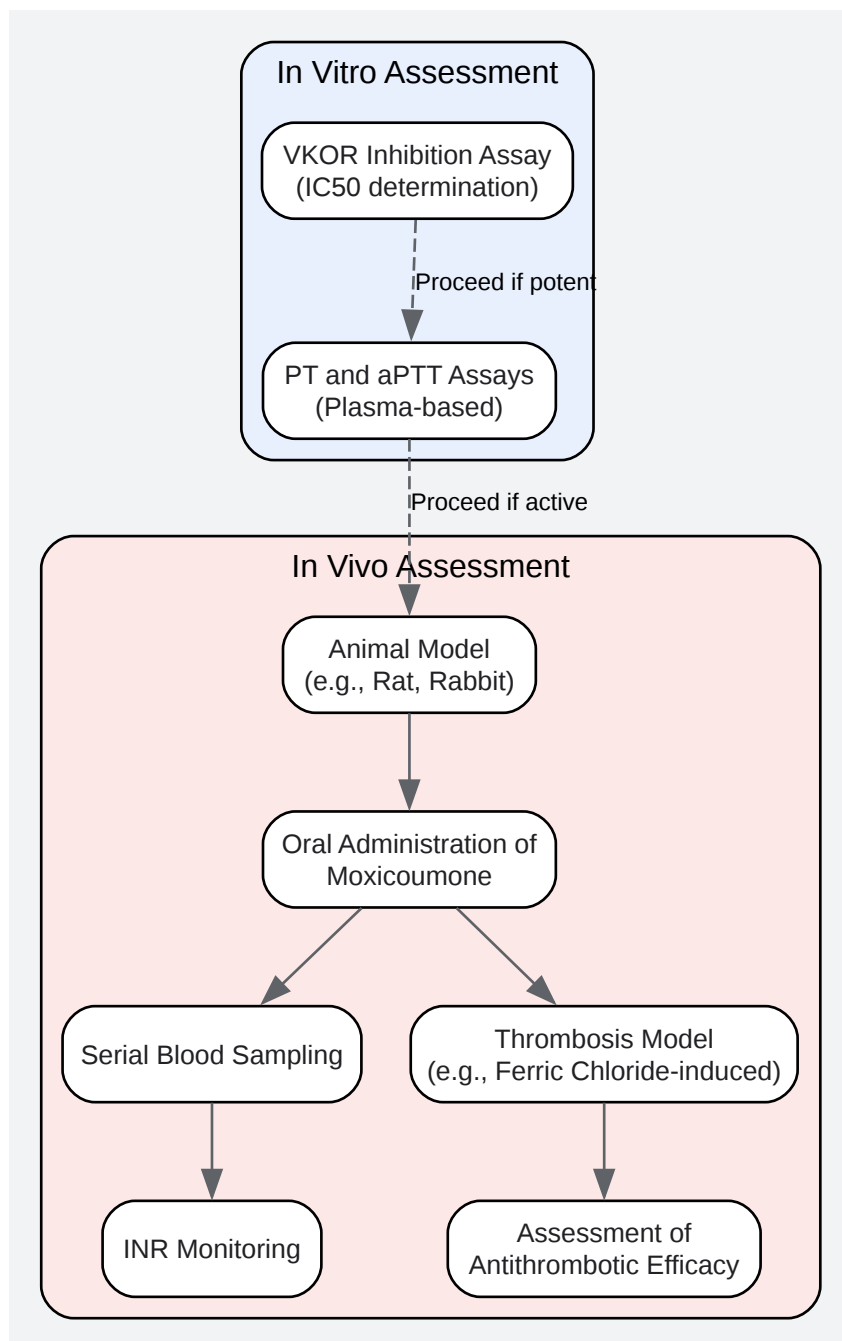 In Vitro Assessment
VKOR Inhibition Assay
(IC50 determination)
Proceed if potent
PT and aPTT Assays
(Plasma-based)
Proceed if active
In Vivo Assessment
Animal Model
(e.g., Rat, Rabbit)
Oral Administration of
Moxicoumone
Serial Blood Sampling
Thrombosis Model
(e.g., Ferric Chloride-induced)
INR Monitoring
Assessment of
Antithrombotic Efficacy